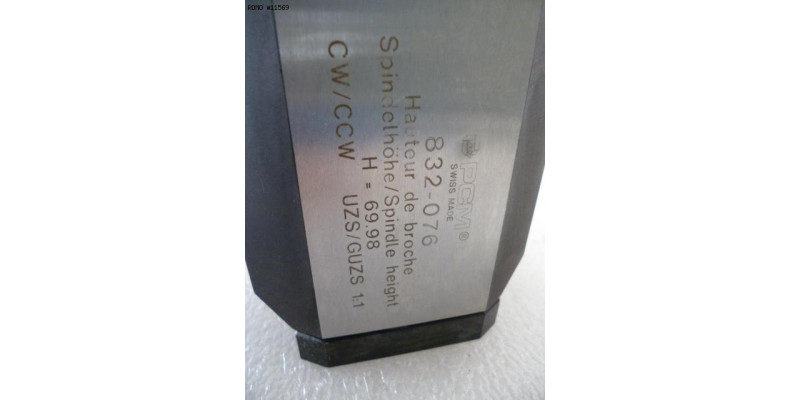 BOMO #11569
PCM®
SWISS MADE
832-076
Hauteur de broche
Spindelhöhe/Spindle height
H = 69.98
CW/CCW UZS/GUZS 1:1